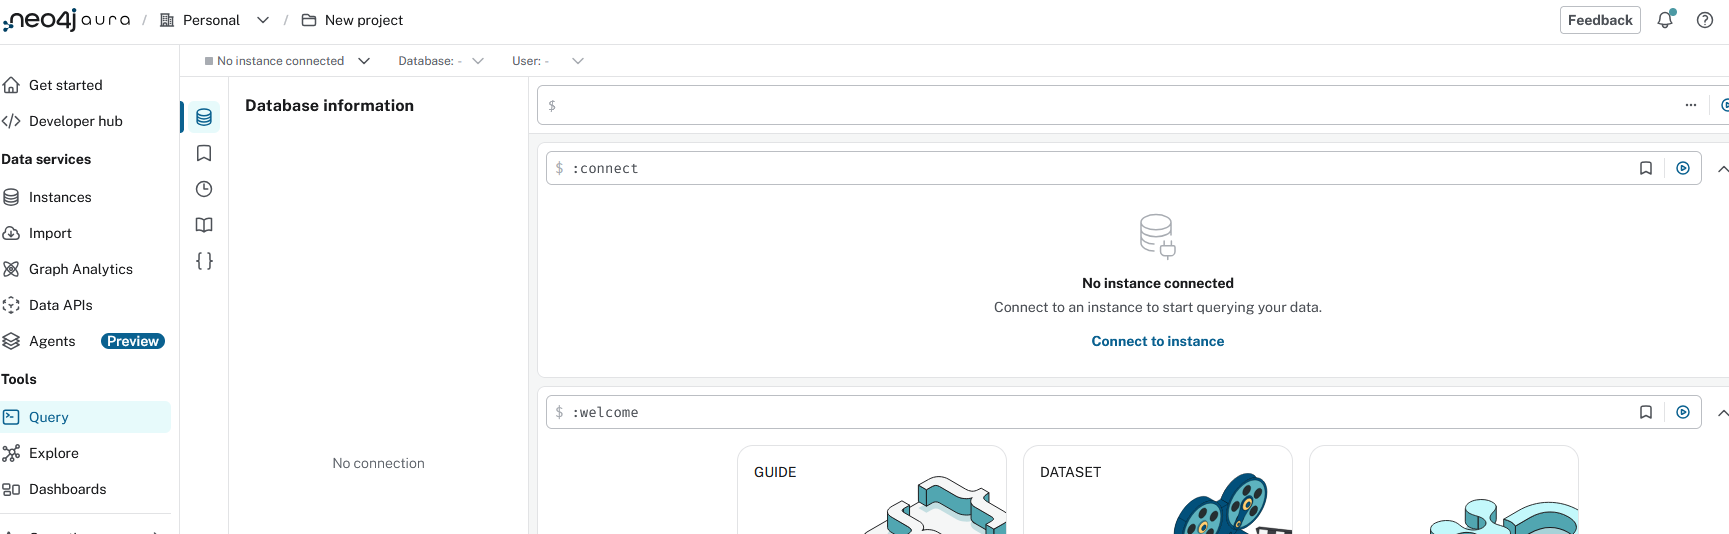 neo4j aura / Personal / New project Feedback
No instance connected Database: - User: -
Get started
Developer hub
Data services
Instances
Import
Graph Analytics
Data APIs
Agents Preview
Tools
Query
Explore
Dashboards
Database information
No connection
$
$ :connect
No instance connected
Connect to an instance to start querying your data.
Connect to instance
$ :welcome
GUIDE
DATASET